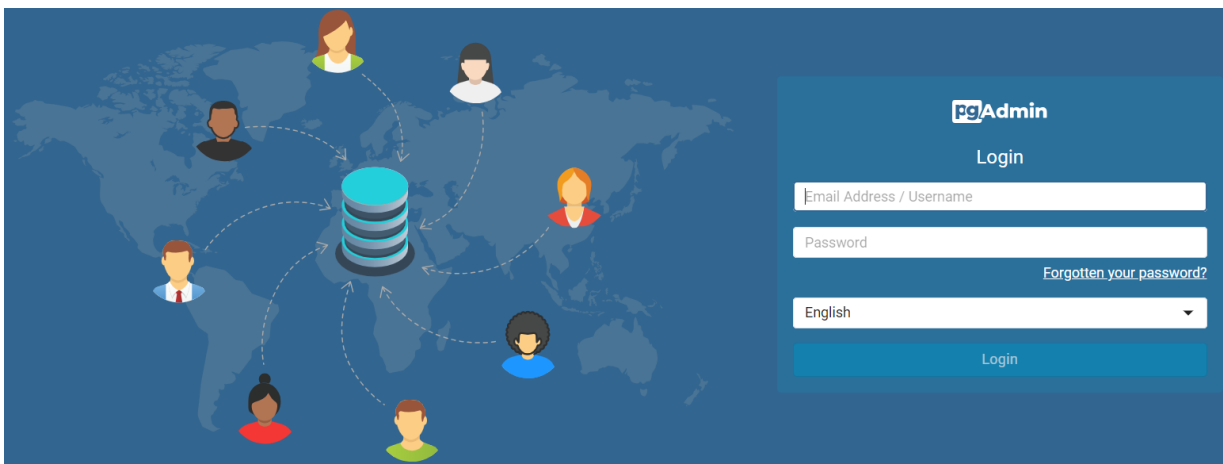 pgAdmin
Login
Email Address / Username
Password
Forgotten your password?
English
Login